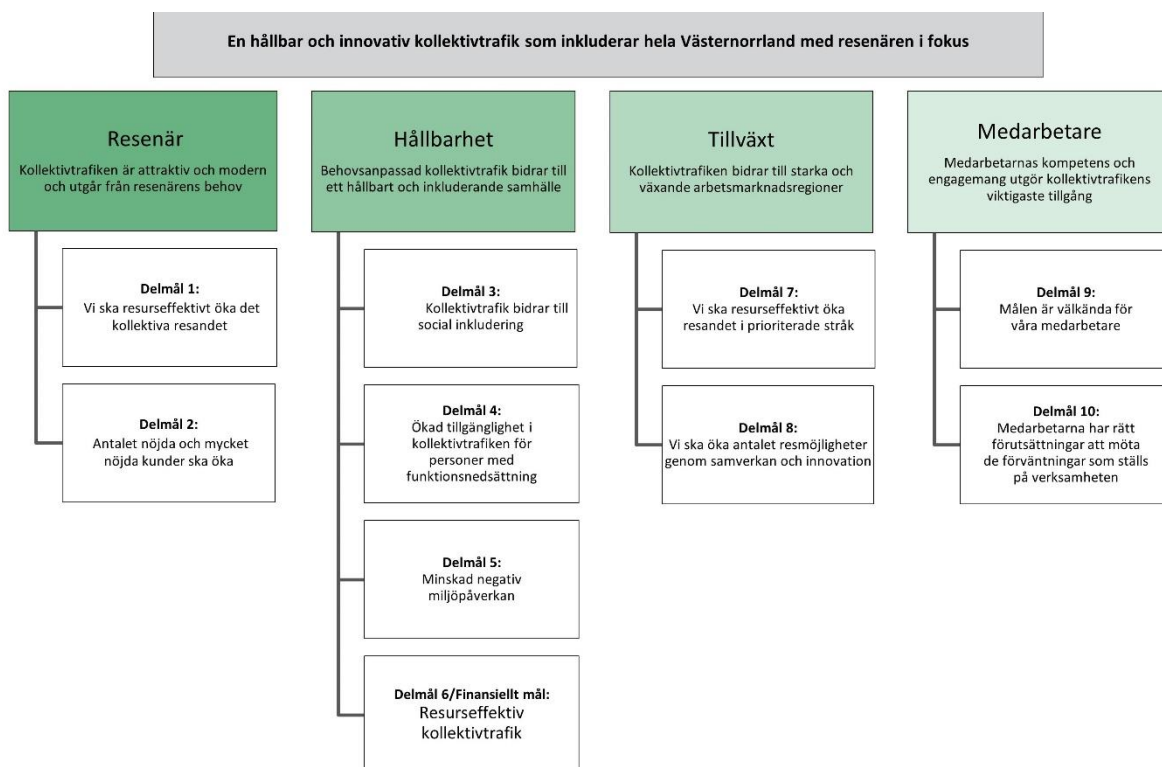 En hållbar och innovativ kollektivtrafik som inkluderar hela Västernorrland med resenären i fokus
Resenär
Kollektivtrafiken är attraktiv och modern
och utgår från resenärens behov
Delmål 1:
Vi ska resurseffektivt öka det
kollektiva resandet
Delmål 2:
Antalet nöjda och mycket
nöjda kunder ska öka
Hållbarhet
Behovsanpassad kollektivtrafik bidrar till
ett hållbart och inkluderande samhälle
Delmål 3:
Kollektivtrafik bidrar till
social inkludering
Delmål 4:
Ökad tillgänglighet i
kollektivtrafiken för
personer med
funktionsnedsättning
Delmål 5:
Minskad negativ
miljöpåverkan
Delmål 6/Finansiellt mål:
Resurseffektiv
kollektivtrafik
Tillväxt
Kollektivtrafiken bidrar till starka och
växande arbetsmarknadsregioner
Delmål 7:
Vi ska resurseffektivt öka
resandet i prioriterade stråk
Delmål 8:
Vi ska öka antalet resmöjligheter
genom samverkan och innovation
Medarbetare
Medarbetarnas kompetens och
engagemang utgör kollektivtrafikens
viktigaste tillgång
Delmål 9:
Målen är välkända för
våra medarbetare
Delmål 10:
Medarbetarna har rätt
förutsättningar att möta
de förväntningar som ställs
på verksamheten